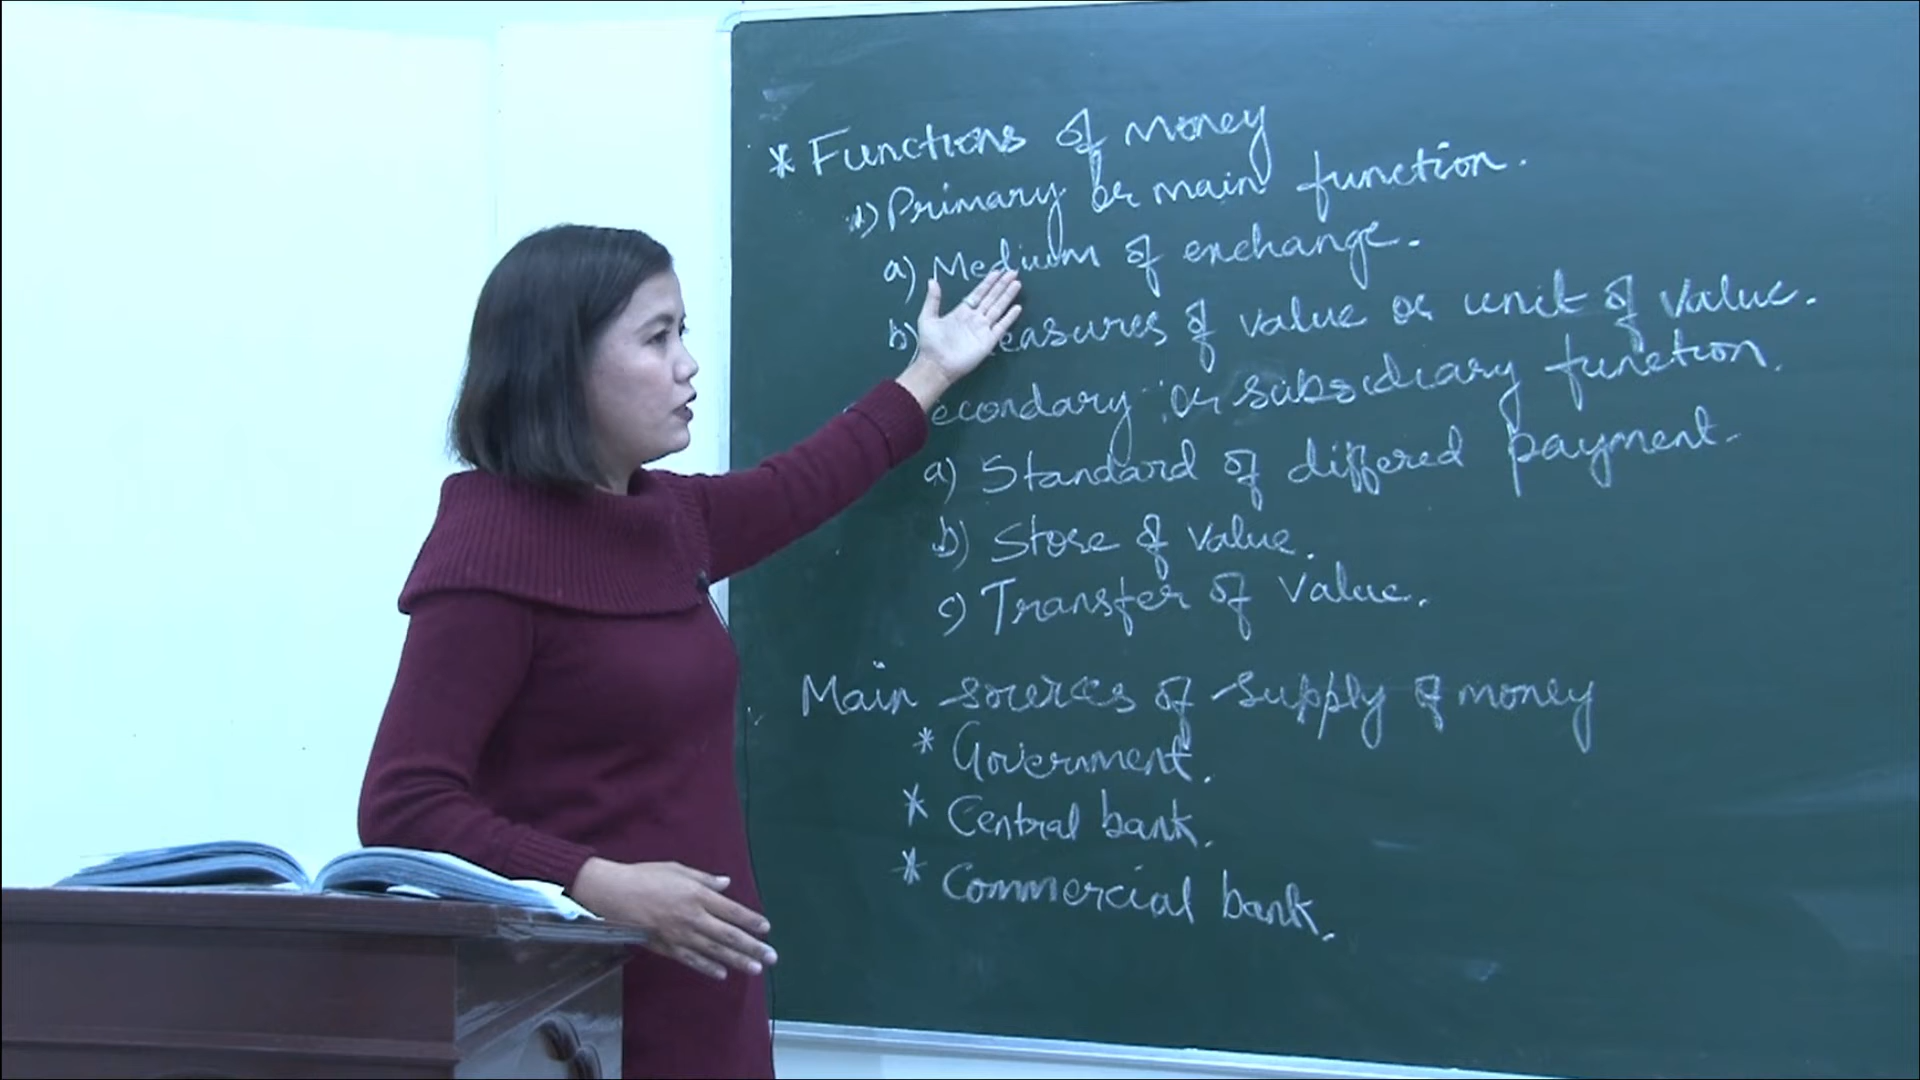 * Functions of money
1) Primary or main function.
a) Medium of exchange.
b) easures of value or unit of value.
econdary or subsidiary function.
a) Standard of differed payment.
b) Store of value.
c) Transfer of value.
Main sources of supply of money
* Government.
* Central bank.
* Commercial bank.